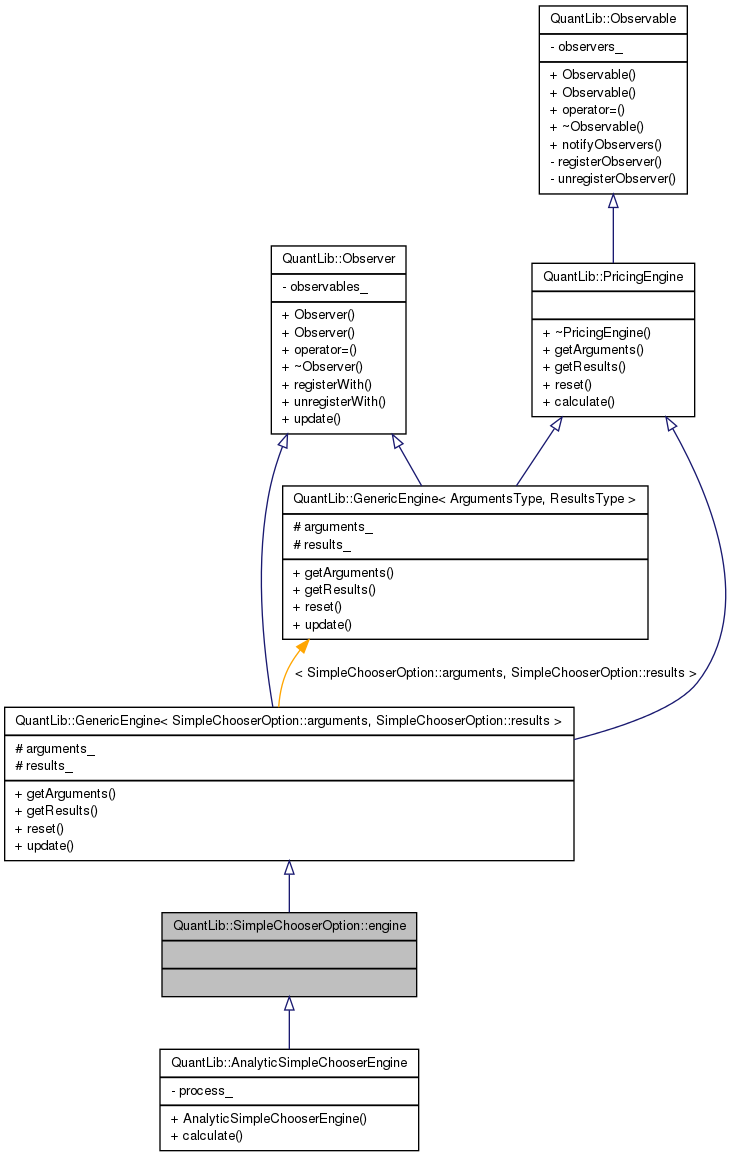 QuantLib::Observable
- observers_
+ Observable()
+ Observable()
+ operator=()
+ ~Observable()
+ notifyObservers()
- registerObserver()
- unregisterObserver()
QuantLib::Observer
- observables_
+ Observer()
+ Observer()
+ operator=()
+ ~Observer()
+ registerWith()
+ unregisterWith()
+ update()
QuantLib::PricingEngine
+ ~PricingEngine()
+ getArguments()
+ getResults()
+ reset()
+ calculate()
QuantLib::GenericEngine< ArgumentsType, ResultsType >
# arguments_
# results_
+ getArguments()
+ getResults()
+ reset()
+ update()
< SimpleChooserOption::arguments, SimpleChooserOption::results >
QuantLib::GenericEngine< SimpleChooserOption::arguments, SimpleChooserOption::results >
# arguments_
# results_
+ getArguments()
+ getResults()
+ reset()
+ update()
QuantLib::SimpleChooserOption::engine
QuantLib::AnalyticSimpleChooserEngine
- process_
+ AnalyticSimpleChooserEngine()
+ calculate()